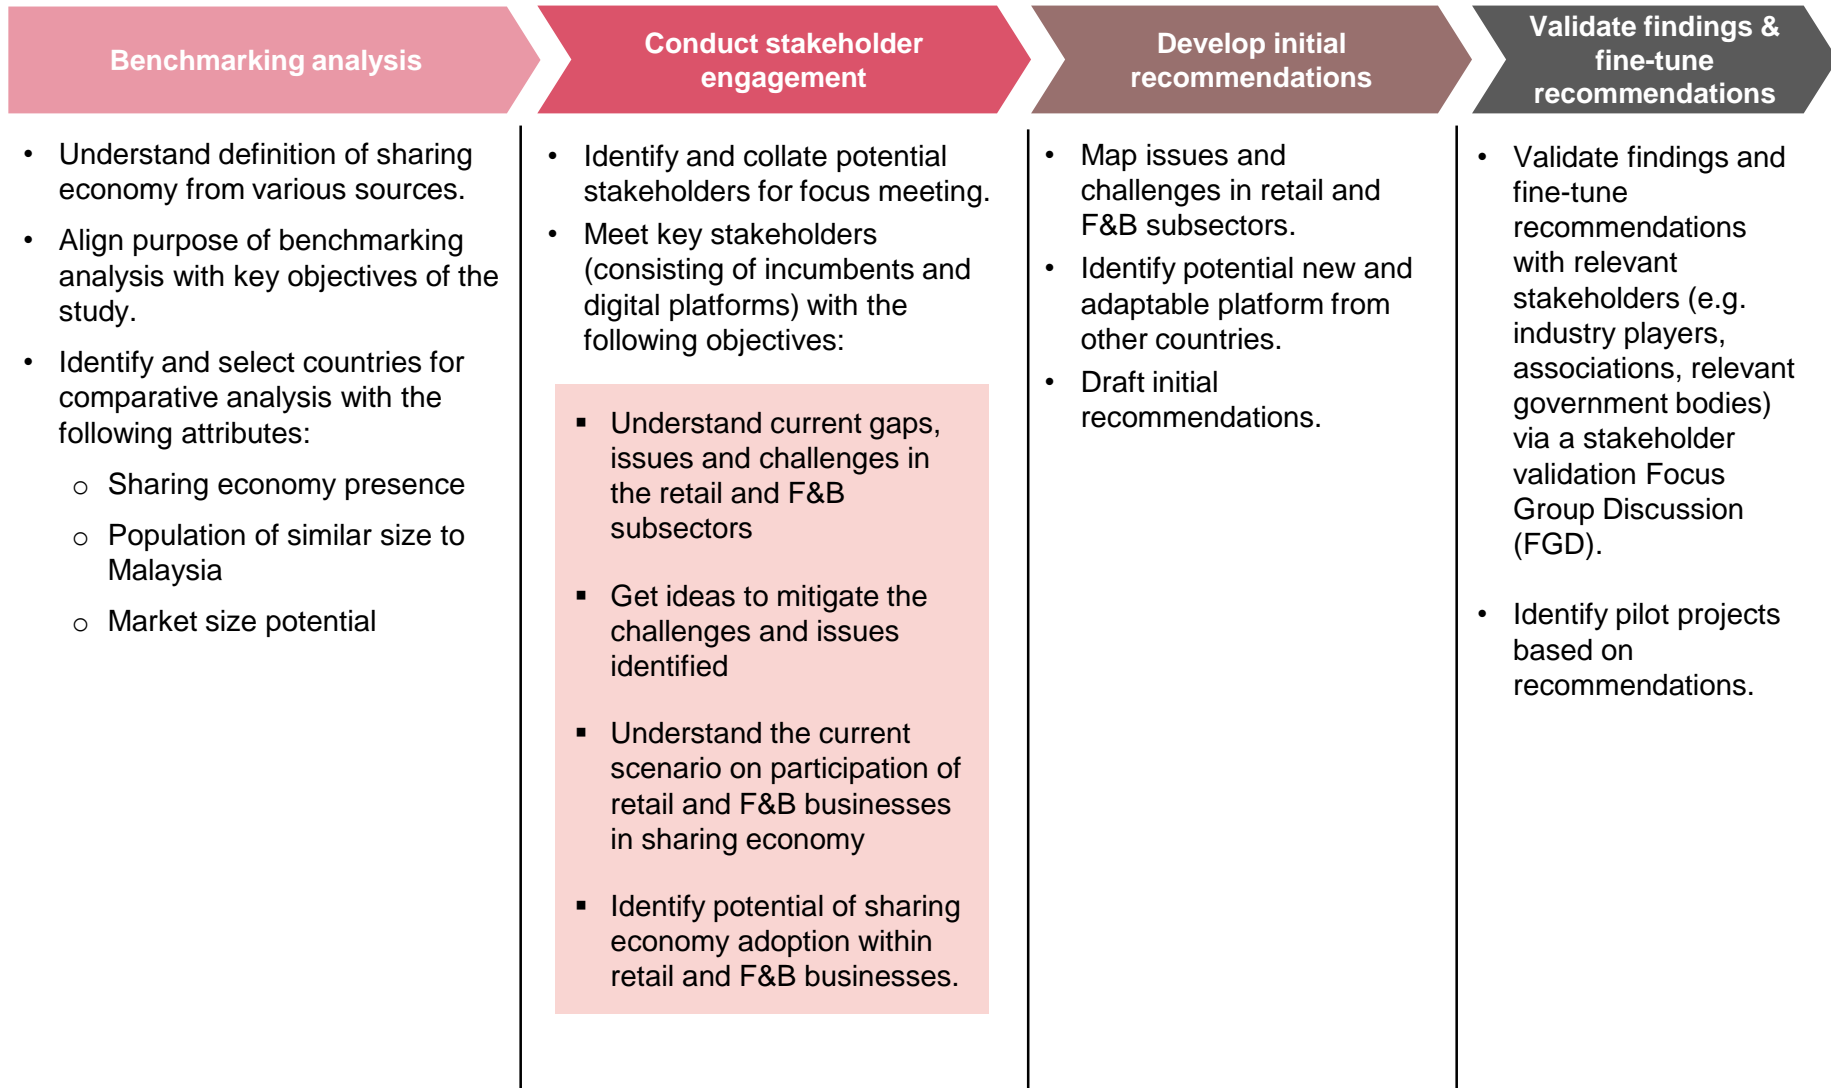 Benchmarking analysis
Conduct stakeholder
engagement
Develop initial
recommendations
Validate findings &
fine-tune
recommendations
• Understand definition of sharing
economy from various sources.
• Align purpose of benchmarking
analysis with key objectives of the
study.
• Identify and select countries for
comparative analysis with the
following attributes:
o Sharing economy presence
o Population of similar size to
Malaysia
o Market size potential
• Identify and collate potential
stakeholders for focus meeting.
• Meet key stakeholders
(consisting of incumbents and
digital platforms) with the
following objectives:
▪ Understand current gaps,
issues and challenges in
the retail and F&B
subsectors
▪ Get ideas to mitigate the
challenges and issues
identified
▪ Understand the current
scenario on participation of
retail and F&B businesses
in sharing economy
▪ Identify potential of sharing
economy adoption within
retail and F&B businesses.
• Map issues and
challenges in retail and
F&B subsectors.
• Identify potential new and
adaptable platform from
other countries.
• Draft initial
recommendations.
• Validate findings and
fine-tune
recommendations
with relevant
stakeholders (e.g.
industry players,
associations, relevant
government bodies)
via a stakeholder
validation Focus
Group Discussion
(FGD).
• Identify pilot projects
based on
recommendations.